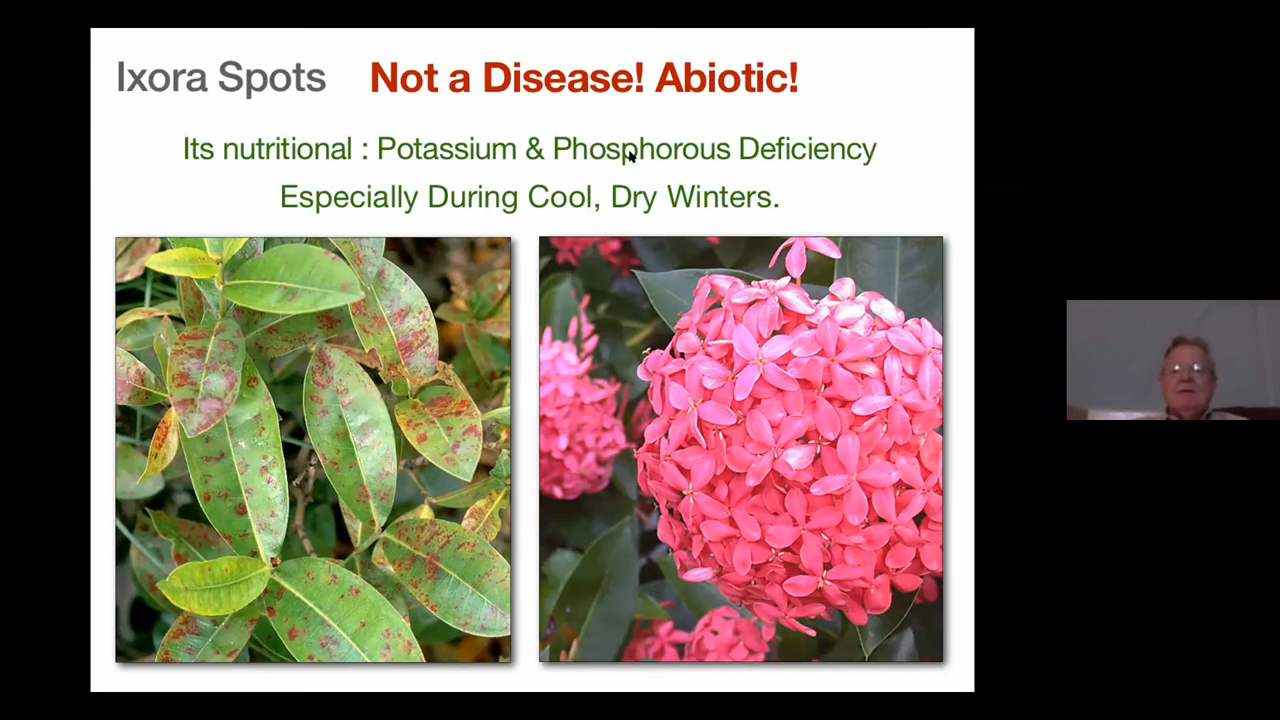 Ixora Spots Not a Disease! Abiotic!
Its nutritional : Potassium & Phosphorous Deficiency
Especially During Cool, Dry Winters.